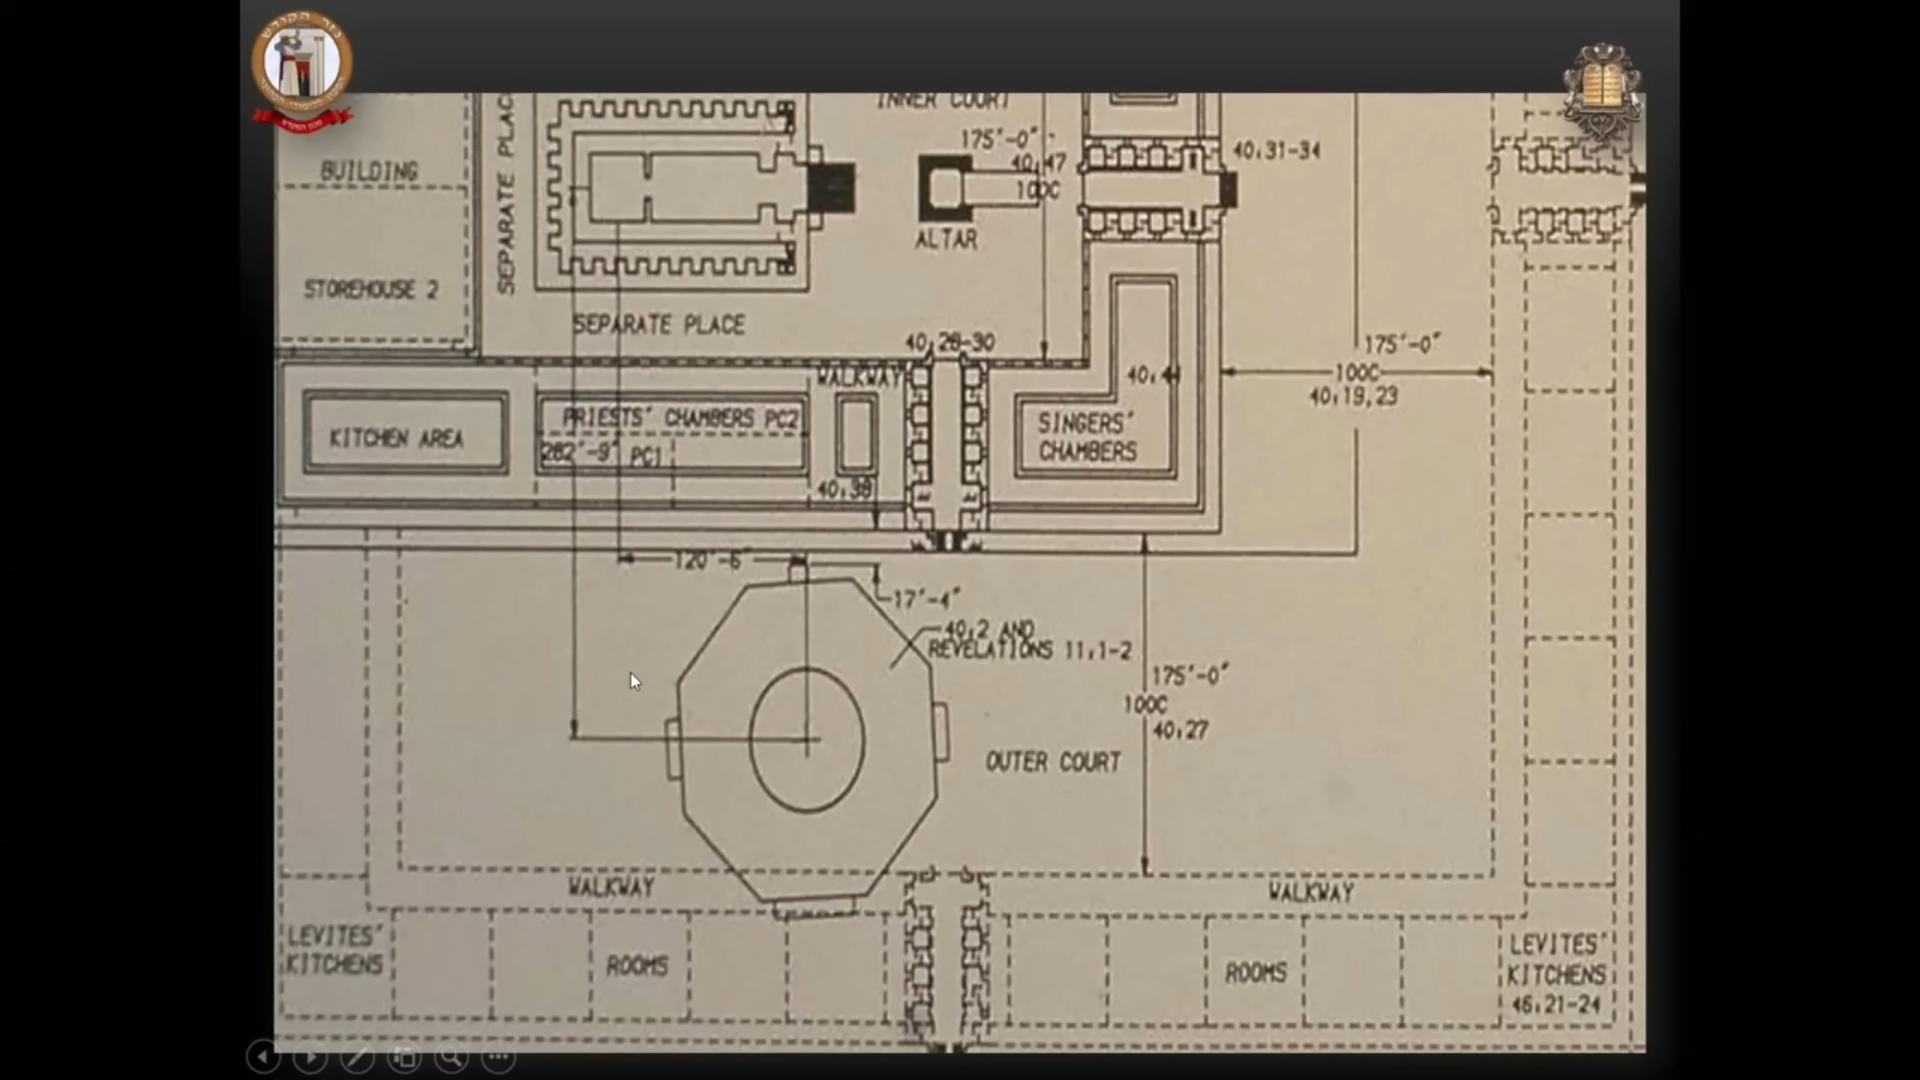 נזר הקודש
INNER COURT
SEPARATE PLAC
BUILDING
STOREHOUSE 2
175'-0"
40,47
100C
40,31-34
ALTAR
SEPARATE PLACE
40,28-30
175'-0"
100C
40,19,23
WALKWAY
40,44
PRIESTS' CHAMBERS PC2
KITCHEN AREA
282'-9" PC1
SINGERS'
CHAMBERS
40,38
120'-6"
17'-4"
40,2 AND
REVELATIONS 11,1-2
175'-0"
100C
40,27
OUTER COURT
WALKWAY
WALKWAY
LEVITES'
KITCHENS
ROOMS
ROOMS
LEVITES'
KITCHENS
46,21-24